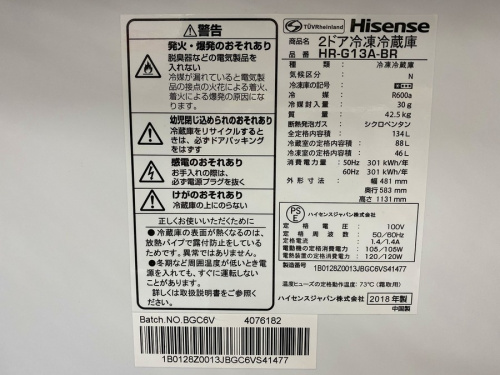 警告
発火・爆発のおそれあり
脱臭器などの電気製品を
入れない
冷媒が漏れていると電気製品
の接点の火花による着火、
着火による爆発の原因にな
ります。
幼児閉じ込められのおそれあり
冷蔵庫をリサイクルすると
きは、必ずドアパッキング
をはずす
感電のおそれあり
お手入れの際は、
必ず電源プラグを抜く
けがのおそれあり
冷蔵庫の上にのらない
正しくお使いいただくために
●冷蔵庫の表面が熱くなるのは、
放熱パイプで露付防止をしている
ためです。異常ではありません。
●冬期など周囲温度が低いとき電
源を入れても、すぐに運転しない
ことがあります。
詳しくは取扱説明書をご覧ください。
TÜVRheinland Hisense
商品名 2ドア冷凍冷蔵庫
形名 HR-G13A-BR
種類 : 冷凍冷蔵庫
気候区分 : N
冷凍庫の記号 :
冷媒 : R600a
冷媒封入量 : 30g
質量 : 42.5kg
断熱発泡ガス : シクロペンタン
全定格内容積 : 134L
冷蔵室の定格内容積 : 88L
冷凍室の定格内容積 : 46L
消費電力量 : 50Hz 301 kWh/年
60Hz 301 kWh/年
外形寸法 : 幅 481 mm
奥行 583 mm
高さ 1131 mm
PS
E
ハイセンスジャパン株式会社
定格電圧 : 100V
定格周波数 : 50/60Hz
定格電流 : 1.4/1.4A
電動機の定格消費電力 : 105/105W
電熱装置の定格消費電力 : 120/120W
製造番号 1B0128Z0013JBGC6VS41477
温度ヒューズの定格動作温度: 73℃ (霜取用)
ハイセンスジャパン株式会社 2018 年製
中国製
Batch.NO.BGC6V 4076182
1B0128Z0013JBGC6VS41477